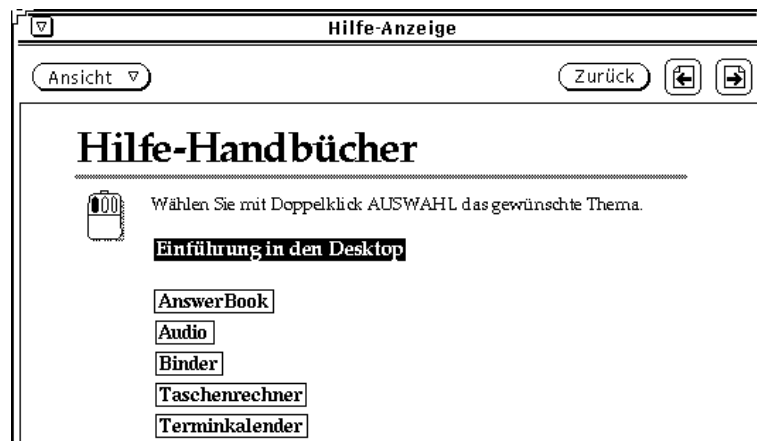 Hilfe-Anzeige
Ansicht Zurück
Hilfe-Handbücher
Wählen Sie mit Doppelklick AUSWAHL das gewünschte Thema.
Einführung in den Desktop
AnswerBook
Audio
Binder
Taschenrechner
Terminkalender